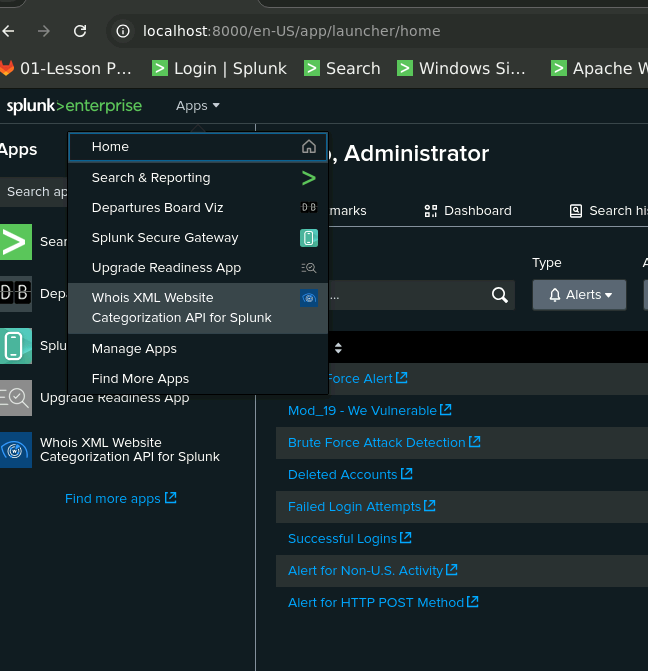 localhost:8000/en-US/app/launcher/home
01-Lesson P...
Login | Splunk
Search
Windows Si...
Apache W
splunk>enterprise
Apps
Apps
Search ap
Sear
Depa
Splu
Upgrade Readiness App
Whois XML Website
Categorization API for Splunk
Find more apps
Home
Search & Reporting
Departures Board Viz
DB
Splunk Secure Gateway
Upgrade Readiness App
Whois XML Website
Categorization API for Splunk
Manage Apps
Find More Apps
, Administrator
marks
Dashboard
Search his
Type
A
...
Alerts
Force Alert
Mod_19 - We Vulnerable
Brute Force Attack Detection
Deleted Accounts
Failed Login Attempts
Successful Logins
Alert for Non-U.S. Activity
Alert for HTTP POST Method